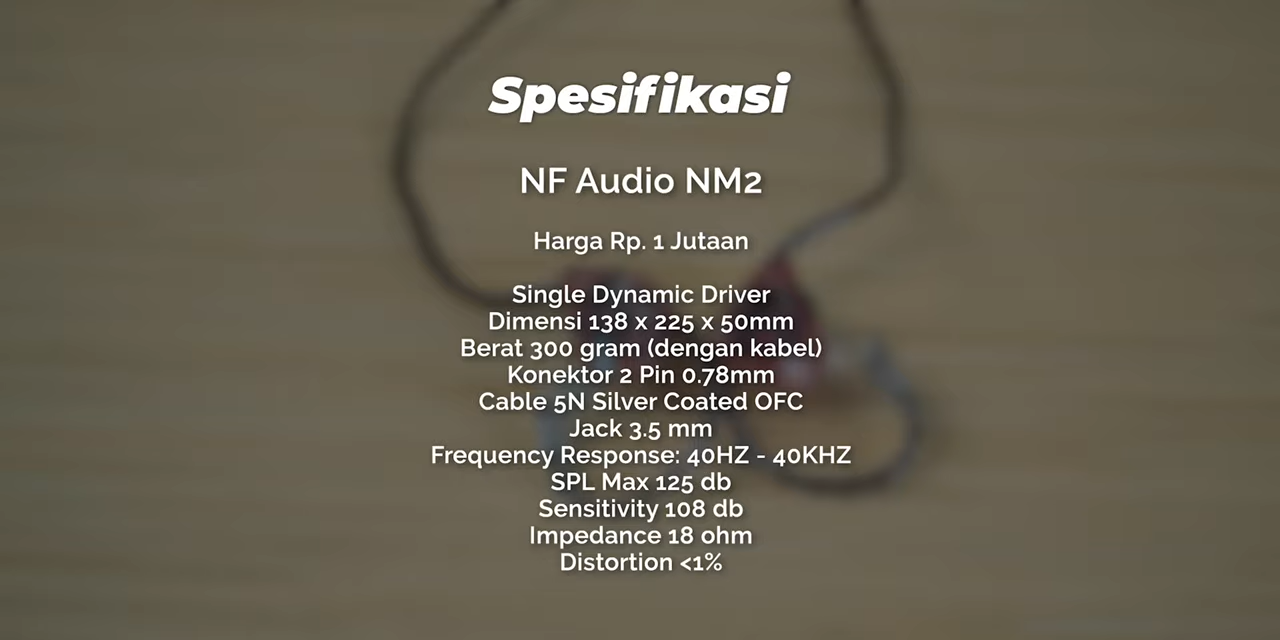 Spesifikasi
NF Audio NM2
Harga Rp. 1 Jutaan
Single Dynamic Driver
Dimensi 138 x 225 x 50mm
Berat 300 gram (dengan kabel)
Konektor 2 Pin 0.78mm
Cable 5N Silver Coated OFC
Jack 3.5 mm
Frequency Response: 40HZ - 40KHZ
SPL Max 125 db
Sensitivity 108 db
Impedance 18 ohm
Distortion <1%